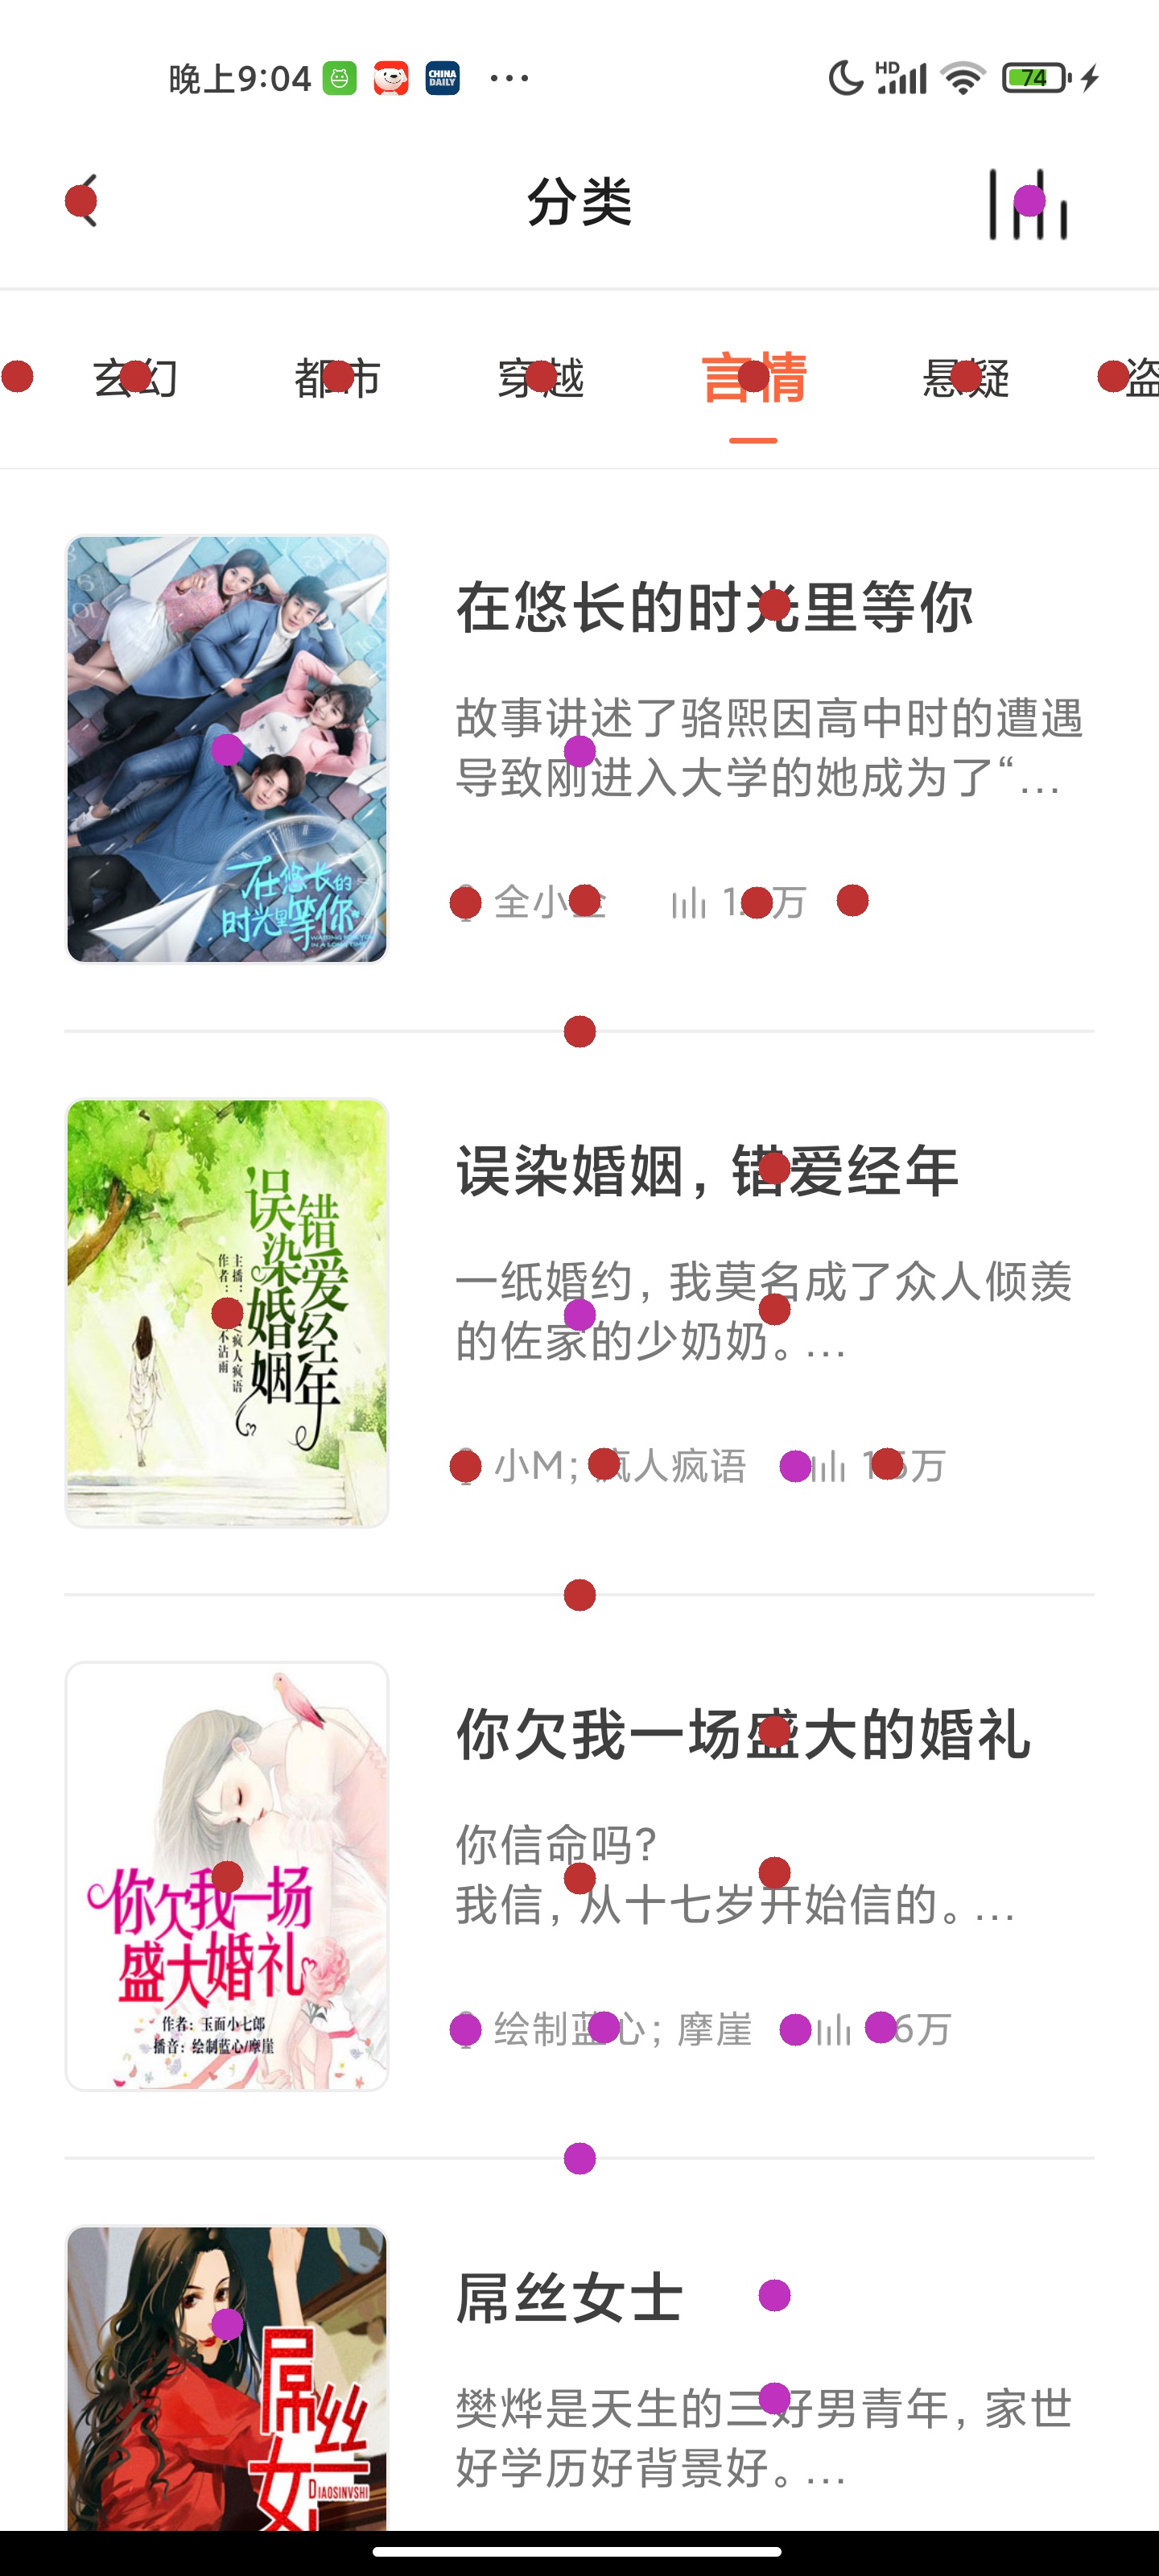 晚上9:04 CHINA DAILY ... HD 74
分类
玄幻 都市 穿越 言情 悬疑 盗
在悠长的时光里等你
故事讲述了骆熙因高中时的遭遇
导致刚进入大学的她成为了“...
全小 万
在悠长的
时光里等你
误染婚姻，错爱经年
一纸婚约，我莫名成了众人倾羡
的佐家的少奶奶。...
小M；疯人疯语 15万
误染婚姻
错爱经年
主播：
疯人疯语
作者：
不沾雨
你欠我一场盛大的婚礼
你信命吗？
我信，从十七岁开始信的。...
绘制蓝心；摩崖 6万
你欠我一场
盛大婚礼
作者：玉面小七郎
播音：绘制蓝心/摩崖
屌丝女士
樊烨是天生的三好男青年，家世
好学历好背景好。...
屌丝
女
DIAOSINVSHI